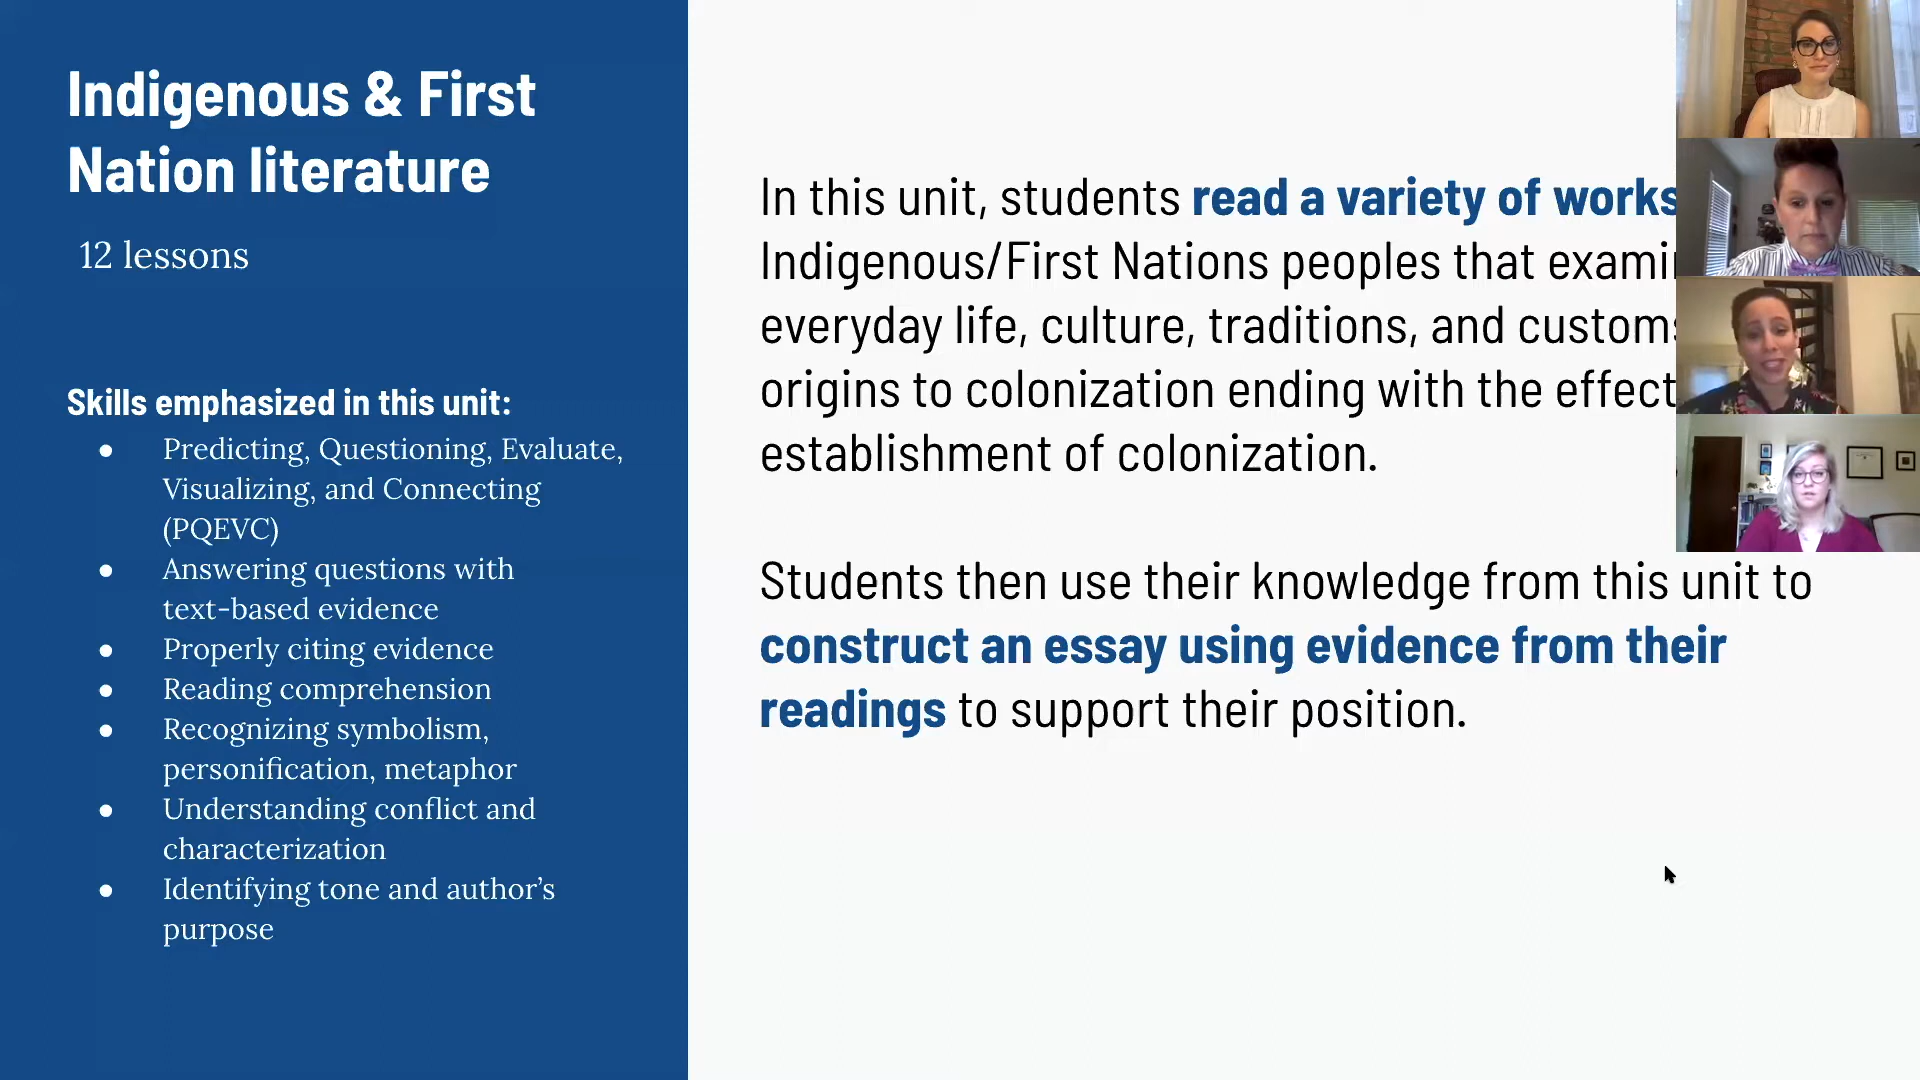 Indigenous & First
Nation literature
12 lessons
Skills emphasized in this unit:
● Predicting, Questioning, Evaluate,
Visualizing, and Connecting
(PQEVC)
● Answering questions with
text-based evidence
● Properly citing evidence
● Reading comprehension
● Recognizing symbolism,
personification, metaphor
● Understanding conflict and
characterization
● Identifying tone and author’s
purpose
In this unit, students read a variety of works
Indigenous/First Nations peoples that
everyday life, culture, traditions, and
origins to colonization ending with the
establishment of colonization.
Students then use their knowledge from this unit to
construct an essay using evidence from their
readings to support their position.